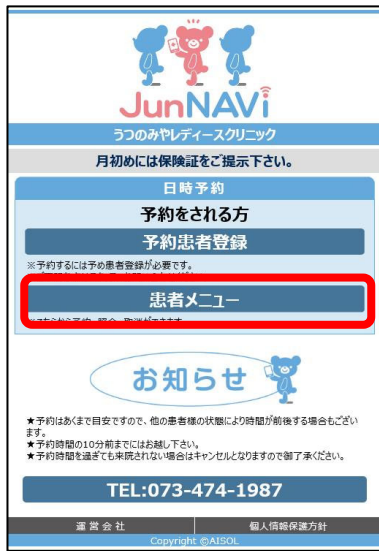 JunNAVi
うつのみやレディースクリニック
月初めには保険証をご提示下さい。
日時予約
予約をされる方
予約患者登録
※予約するには予め患者登録が必要です。
患者メニュー
お知らせ
★予約はあくまで目安ですので、他の患者様の状態により時間が前後する場合もござい
ます。
★予約時間の10分前までにはお越し下さい。
★予約時間を過ぎても来院されない場合はキャンセルとなりますので御了承ください。
TEL:073-474-1987
運営会社
個人情報保護方針
Copyright ©AISOL